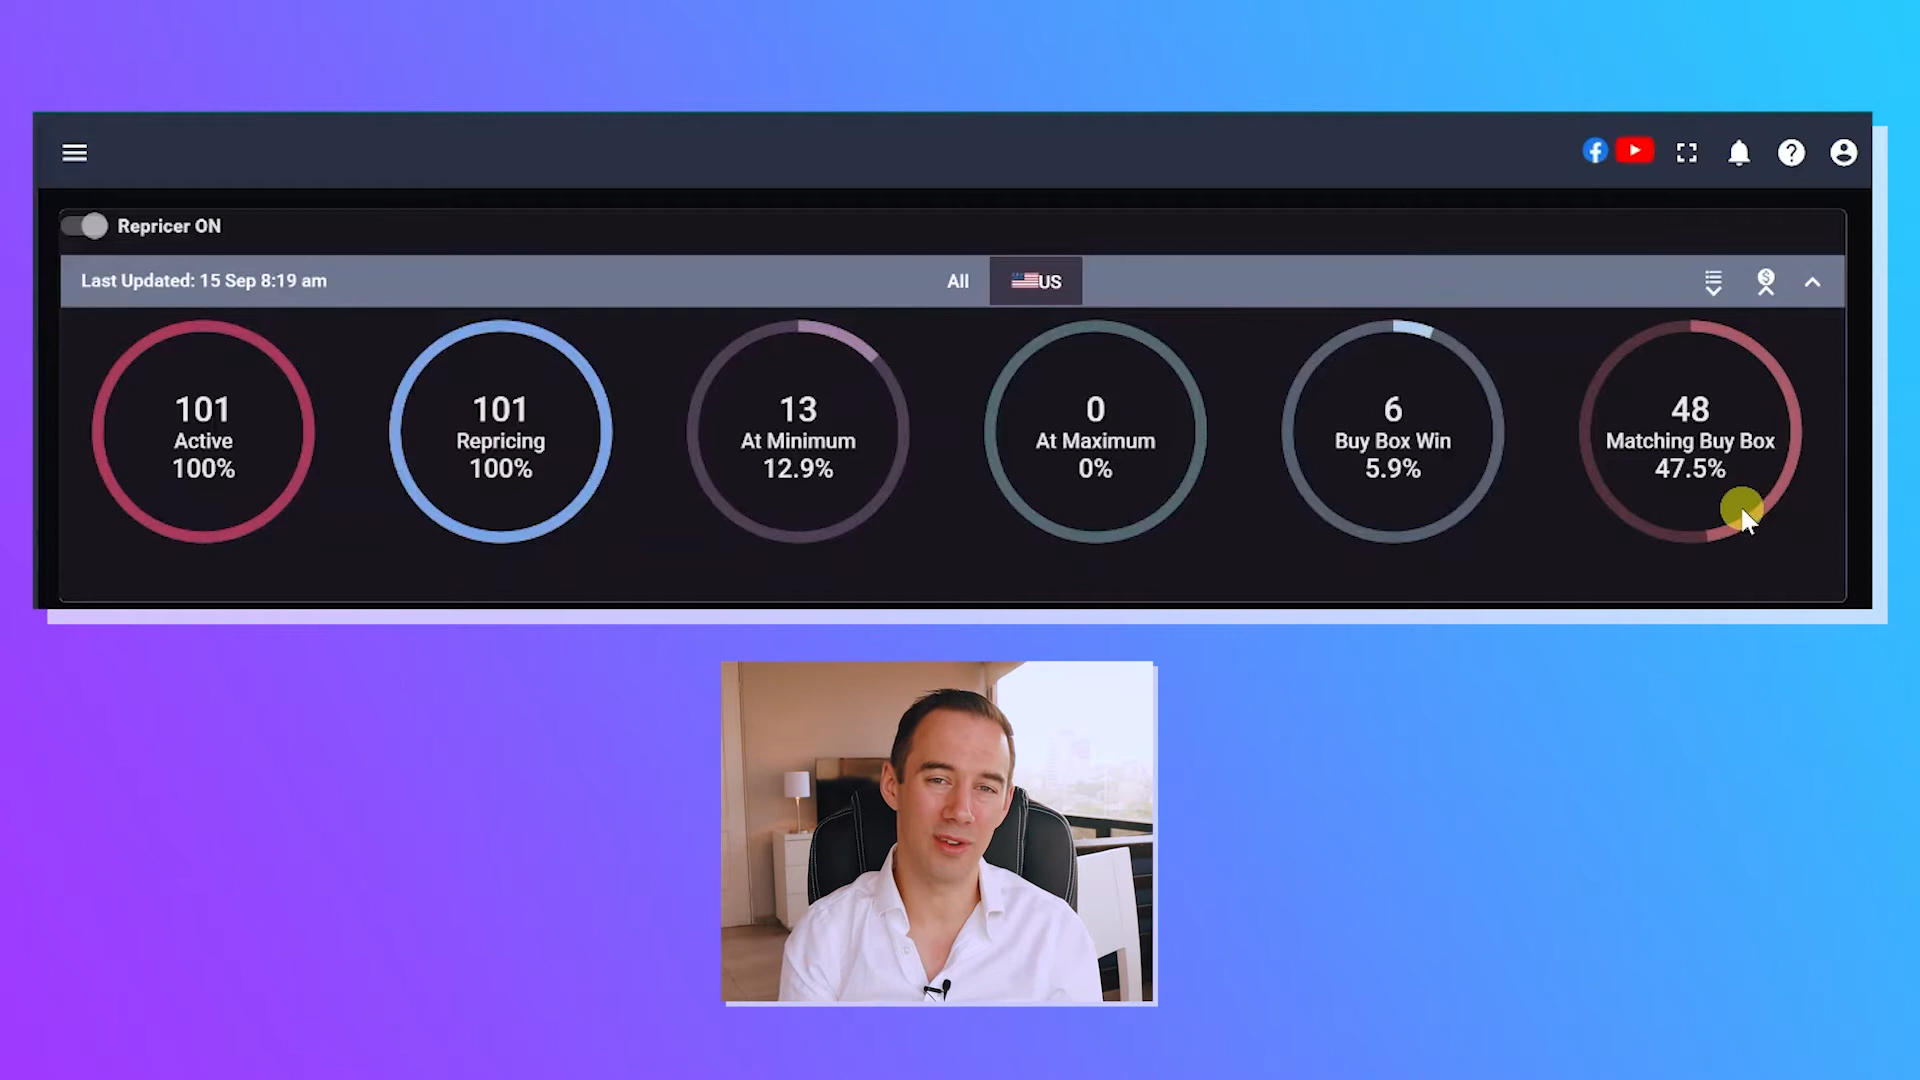 Repricer ON
Last Updated: 15 Sep 8:19 am
All
US
101
Active
100%
101
Repricing
100%
13
At Minimum
12.9%
0
At Maximum
0%
6
Buy Box Win
5.9%
48
Matching Buy Box
47.5%